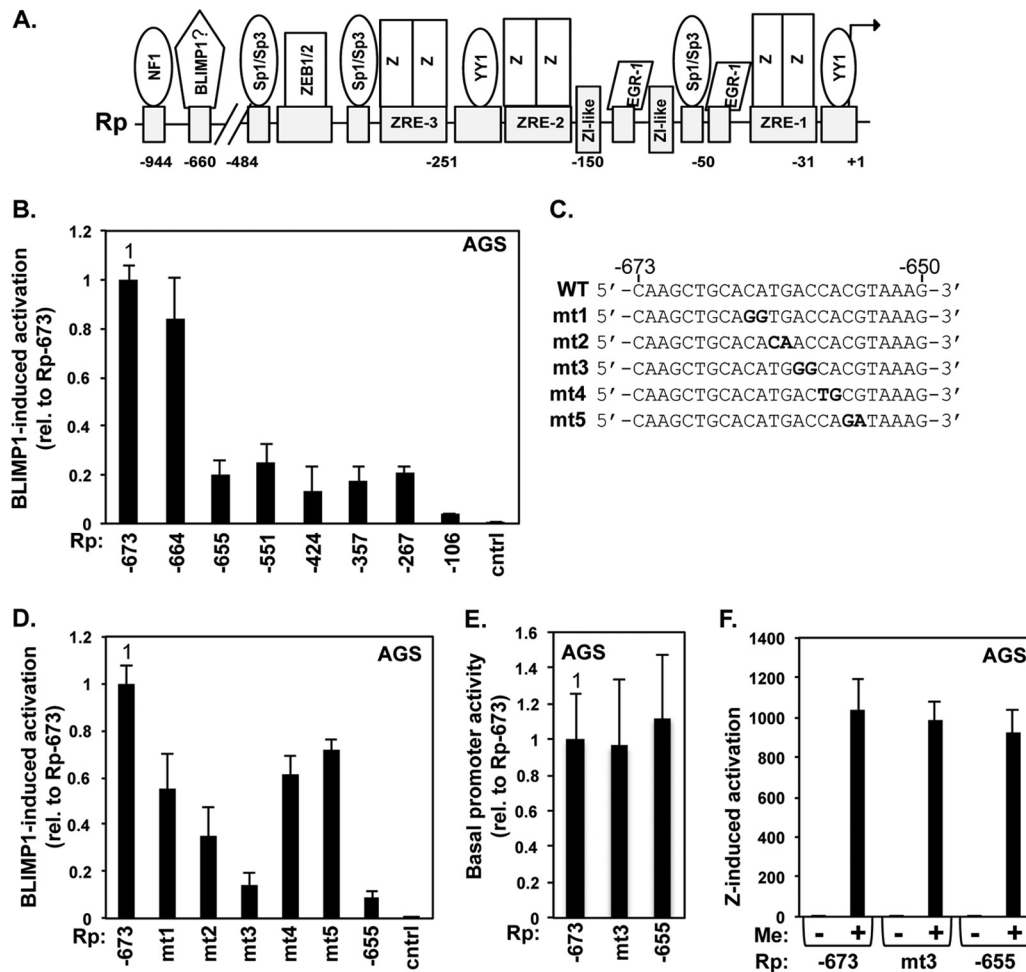 A.
NF1
BLIMP1?
Sp1/Sp3
ZEB1/2
Sp1/Sp3
Z
Z
YY1
Z
Z
EGR-1
Sp1/Sp3
EGR-1
Z
Z
YY1
Rp
ZRE-3
ZRE-2
ZI-like
ZI-like
ZRE-1
-944 -660 -484 -251 -150 -50 -31 +1
B.
BLIMP1-induced activation
(rel. to Rp-673)
1.2
1
0.8
0.6
0.4
0.2
0
1
AGS
Rp: -673 -664 -655 -551 -424 -357 -267 -106 cntrl
C.
-673 -650
WT 5’-CAAGCTGCACATGACCACGTAAAG-3’
mt1 5’-CAAGCTGCAGGTGACCACGTAAAG-3’
mt2 5’-CAAGCTGCACACAACCACGTAAAG-3’
mt3 5’-CAAGCTGCACATGGGCACGTAAAG-3’
mt4 5’-CAAGCTGCACATGACTGCGTAAAG-3’
mt5 5’-CAAGCTGCACATGACCAGATAAAG-3’
D.
BLIMP1-induced activation
(rel. to Rp-673)
1.2
1
0.8
0.6
0.4
0.2
0
1
AGS
Rp: -673 mt1 mt2 mt3 mt4 mt5 -655 cntrl
E.
Basal promoter activity
(rel. to Rp-673)
1.6
1.4
1.2
1
0.8
0.6
0.4
0.2
0
AGS
1
Rp: -673 mt3 -655
F.
Z-induced activation
1400
1200
1000
800
600
400
200
0
AGS
Me: - + - + - +
Rp: -673 mt3 -655